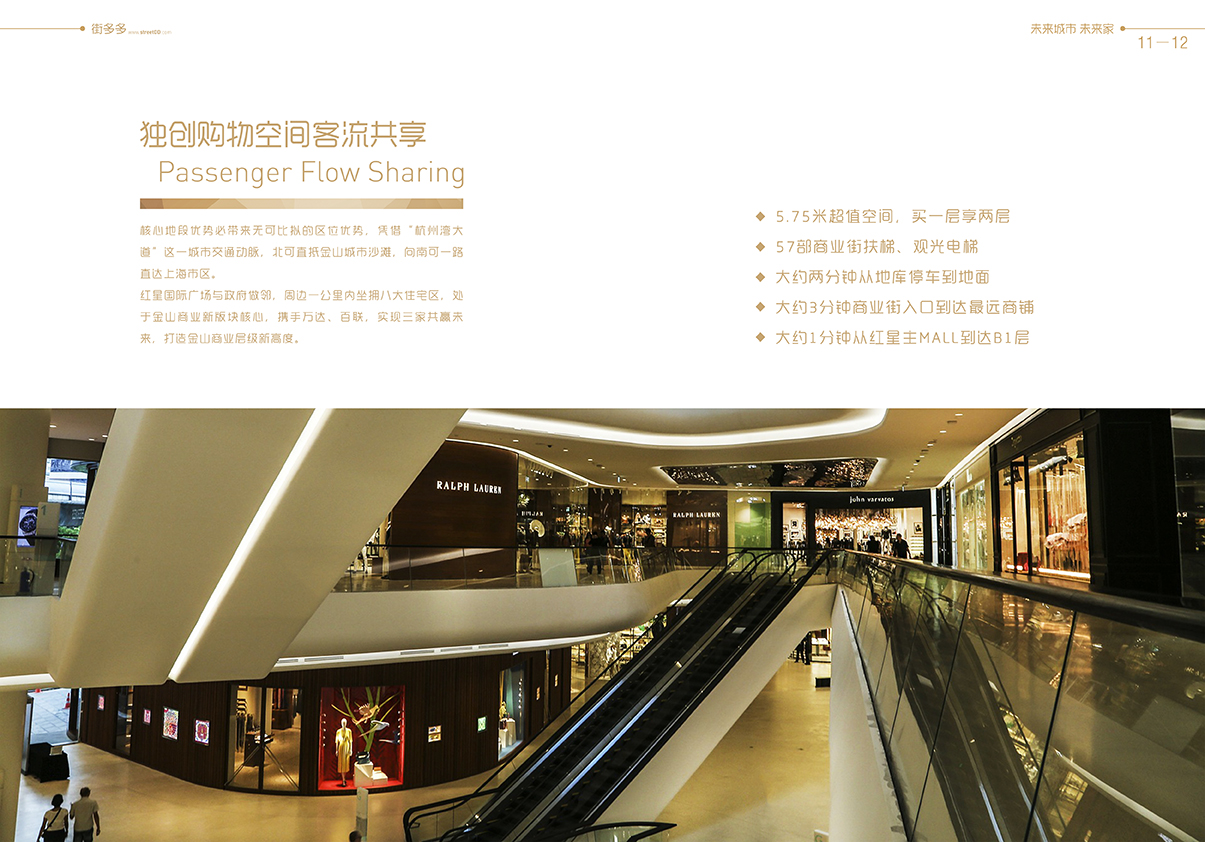 街多多 www.streetDD.com
未来城市 未来家
11—12
独创购物空间客流共享
Passenger Flow Sharing
核心地段优势必带来无可比拟的区位优势，凭借“杭州湾大
道”这一城市交通动脉，北可直抵金山城市沙滩，向南可一路
直达上海市区。
红星国际广场与政府做邻，周边一公里内坐拥八大住宅区，处
于金山商业新版块核心，携手万达、百联，实现三家共赢未
来，打造金山商业层级新高度。
5.75米超值空间，买一层享两层
57部商业街扶梯、观光电梯
大约两分钟从地库停车到地面
大约3分钟商业街入口到达最远商铺
大约1分钟从红星主MALL到达B1层
RALPH LAUREN
RALPH LAUREN
john varvatos